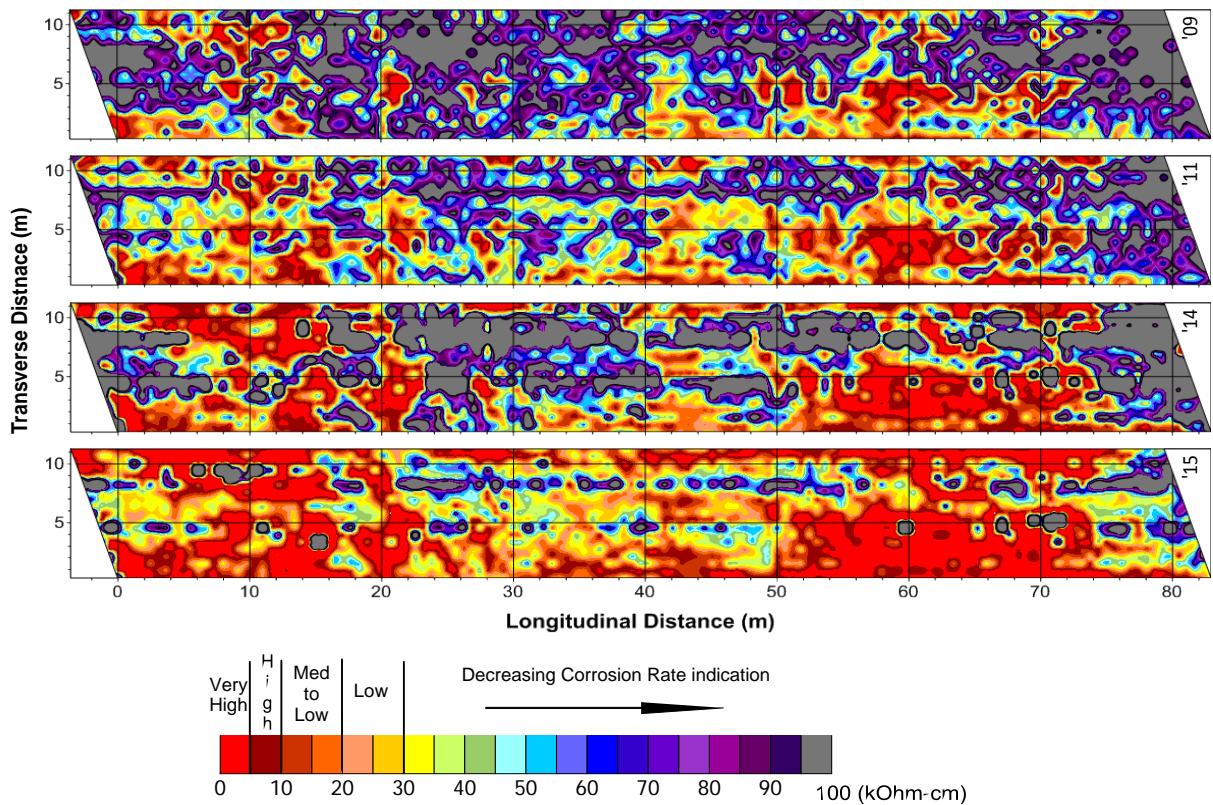 10
5
'09
10
5
'11
Transverse Distnace (m)
10
5
'14
10
5
'15
0 10 20 30 40 50 60 70 80
Longitudinal Distance (m)
Very High
High
Med to Low
Low
Decreasing Corrosion Rate indication
0 10 20 30 40 50 60 70 80 90 100 (kOhm-cm)